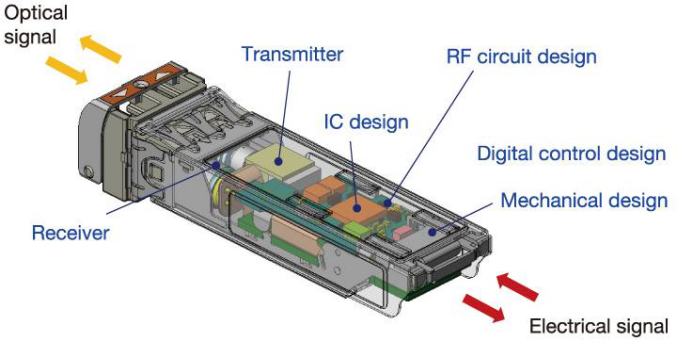 Optical
signal
Transmitter
RF circuit design
IC design
Digital control design
Mechanical design
Receiver
Electrical signal